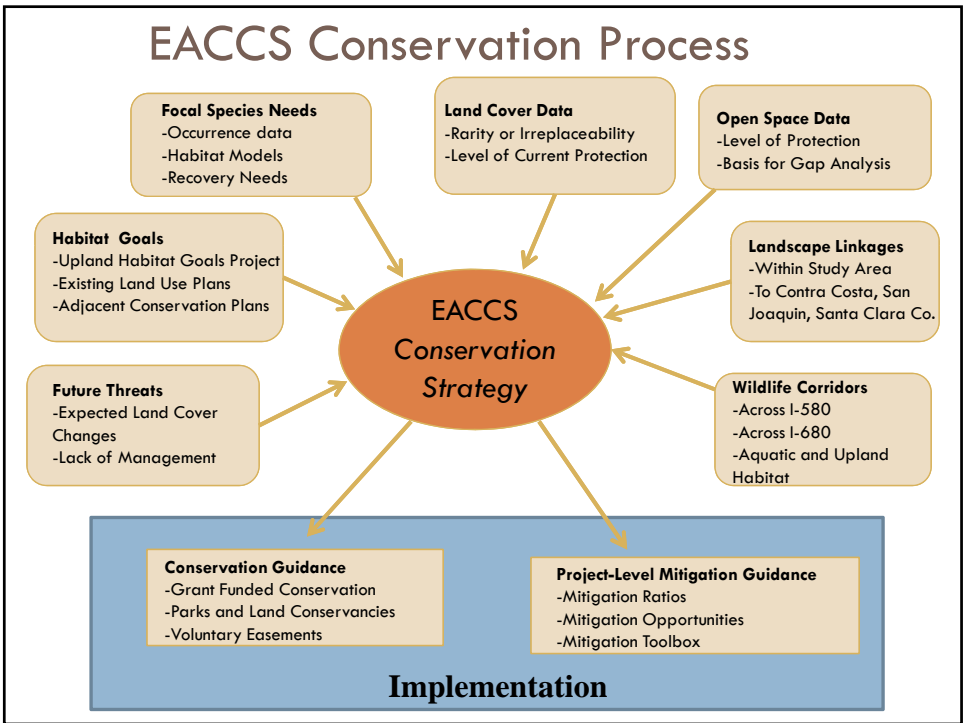 EACCS Conservation Process
Focal Species Needs
-Occurrence data
-Habitat Models
-Recovery Needs
Land Cover Data
-Rarity or Irreplaceability
-Level of Current Protection
Open Space Data
-Level of Protection
-Basis for Gap Analysis
Habitat Goals
-Upland Habitat Goals Project
-Existing Land Use Plans
-Adjacent Conservation Plans
Landscape Linkages
-Within Study Area
-To Contra Costa, San
Joaquin, Santa Clara Co.
EACCS
Conservation
Strategy
Future Threats
-Expected Land Cover
Changes
-Lack of Management
Wildlife Corridors
-Across I-580
-Across I-680
-Aquatic and Upland
Habitat
Conservation Guidance
-Grant Funded Conservation
-Parks and Land Conservancies
-Voluntary Easements
Project-Level Mitigation Guidance
-Mitigation Ratios
-Mitigation Opportunities
-Mitigation Toolbox
Implementation